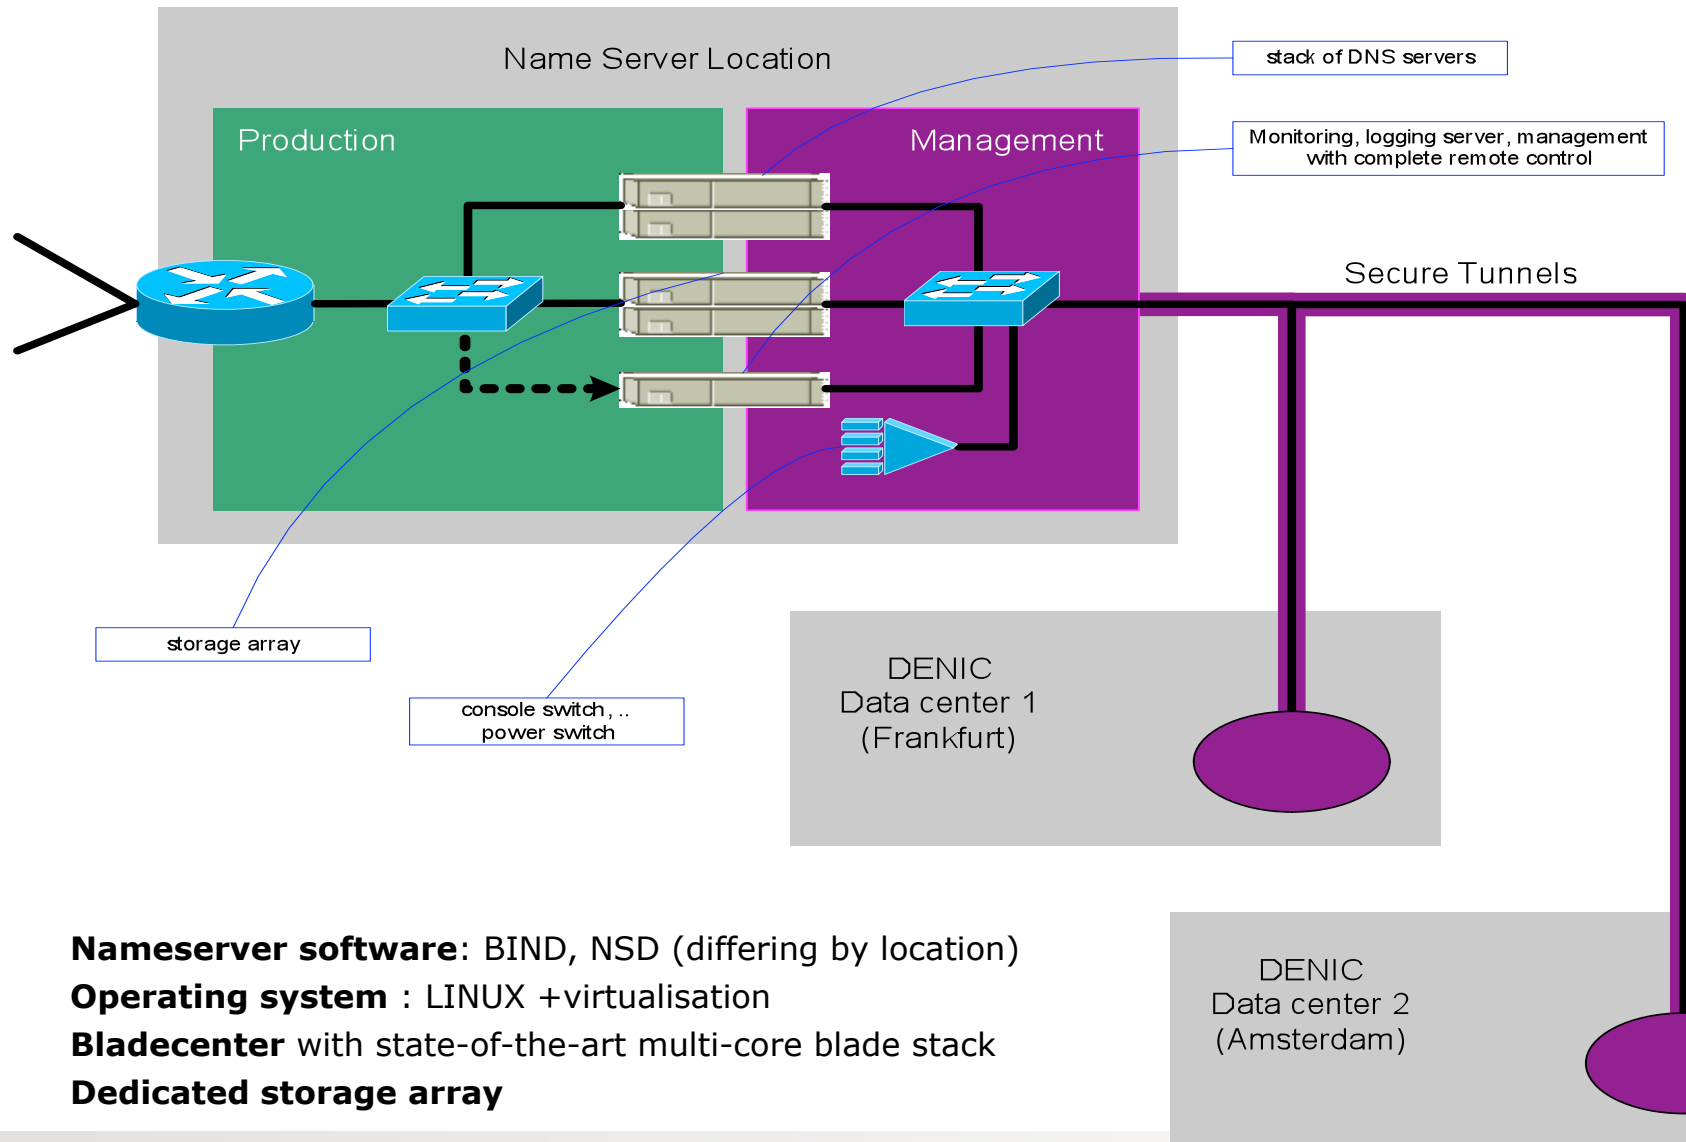 Name Server Location
stack of DNS servers
Production
Management
Monitoring, logging server, management
with complete remote control
Secure Tunnels
storage array
console switch, ..
power switch
DENIC
Data center 1
(Frankfurt)
Nameserver software: BIND, NSD (differing by location)
Operating system : LINUX +virtualisation
Bladecenter with state-of-the-art multi-core blade stack
Dedicated storage array
DENIC
Data center 2
(Amsterdam)